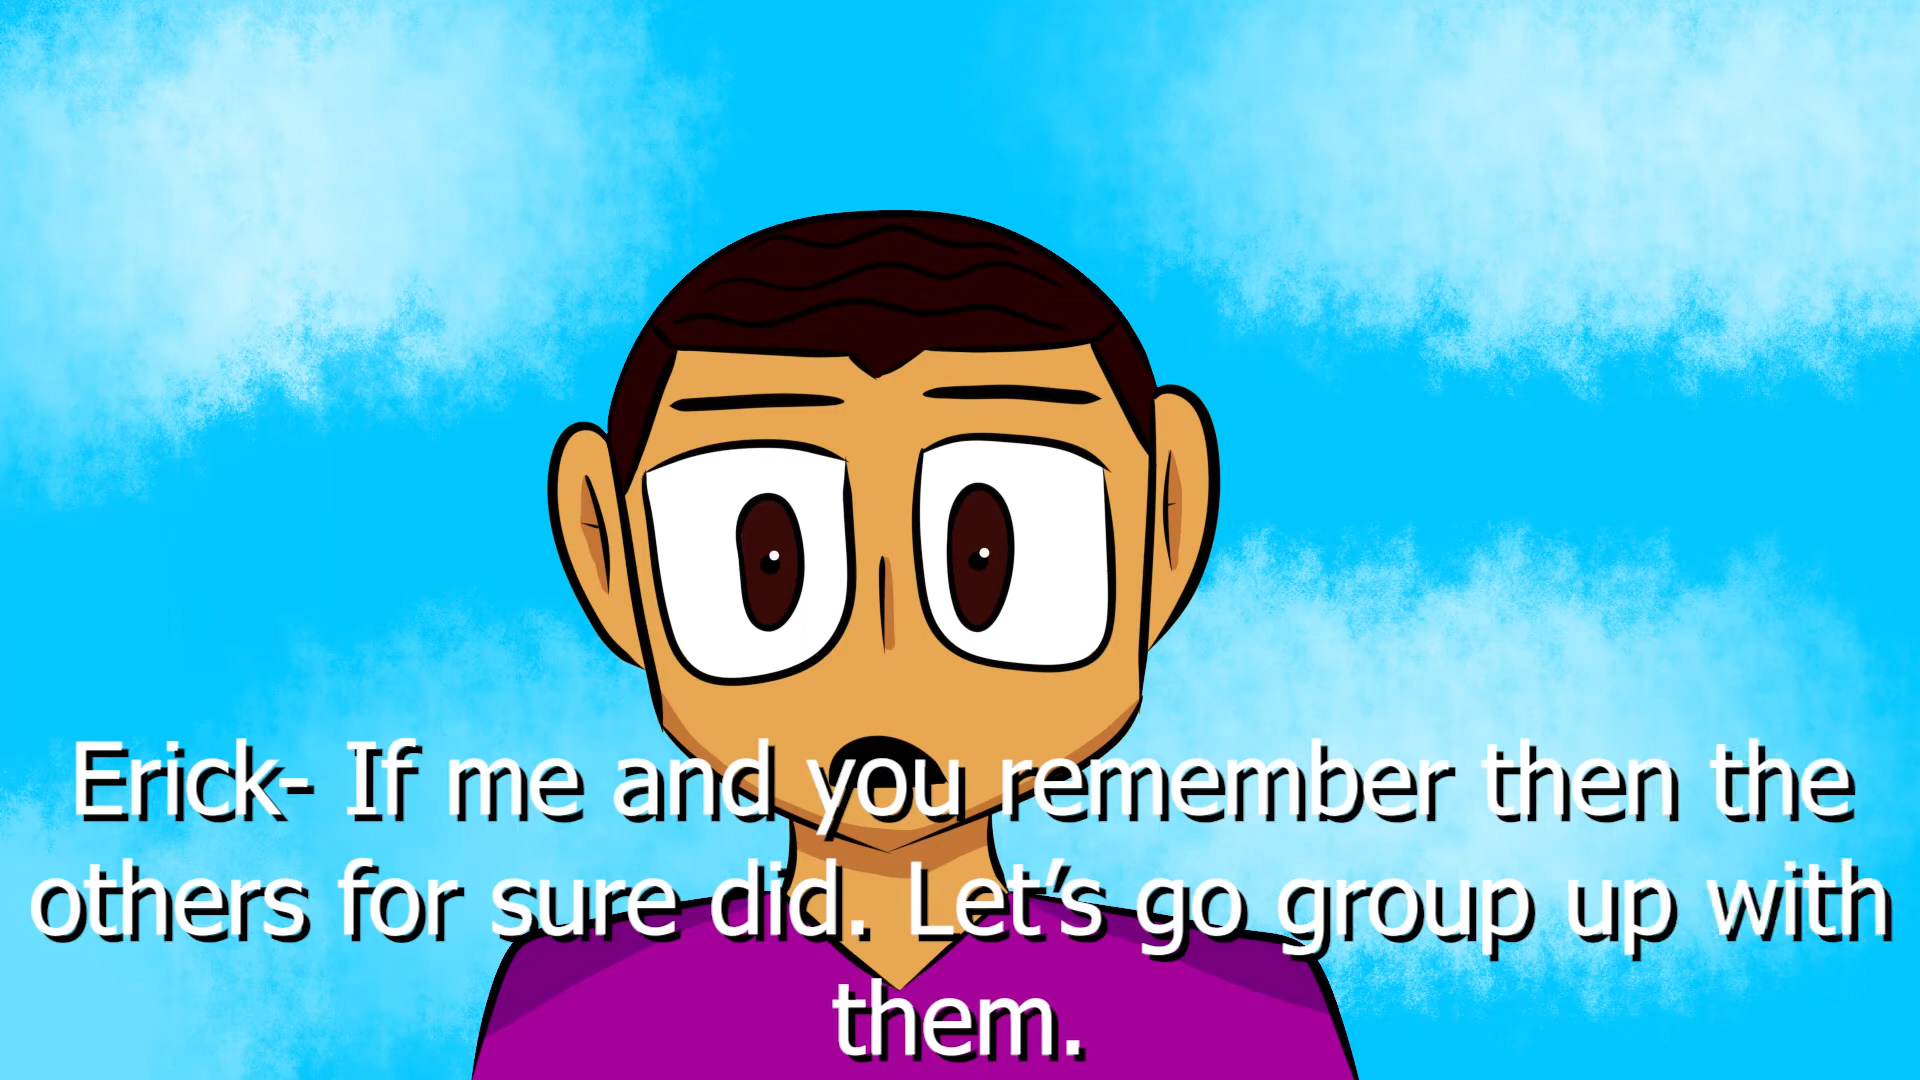 Erick- If me and you remember then the
others for sure did. Let’s go group up with
them.